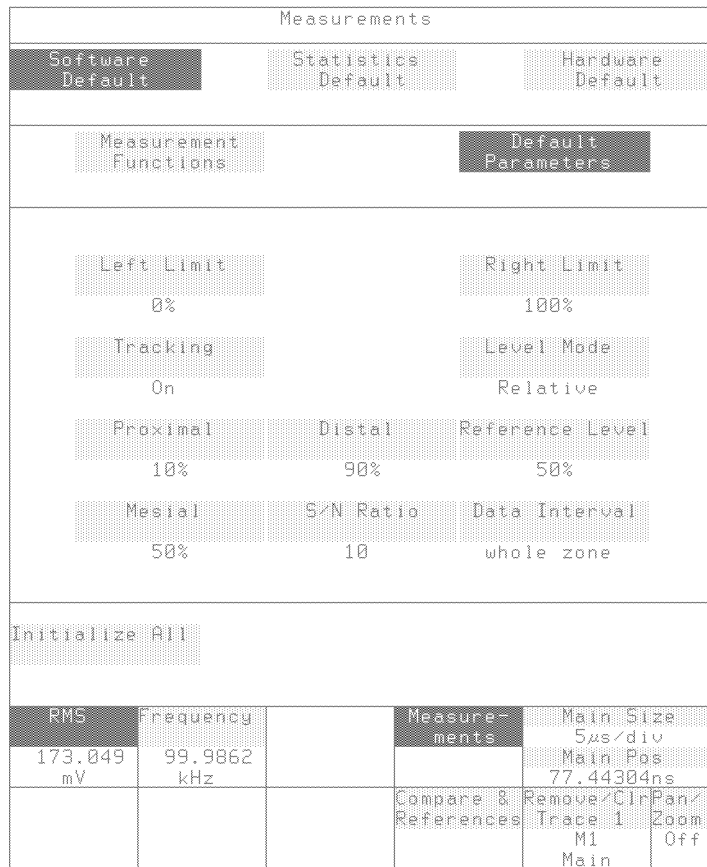 Measurements
Software Default
Statistics Default
Hardware Default
Measurement Functions
Default Parameters
Left Limit
0%
Right Limit
100%
Tracking
On
Level Mode
Relative
Proximal
10%
Distal
90%
Reference Level
50%
Mesial
50%
S/N Ratio
10
Data Interval
whole zone
Initialize All
RMS
173.049
mV
Frequency
99.9862
kHz
Measure-
ments
Main Size
5µs/div
Main Pos
77.44304ns
Compare &
References
Remove/Clr
Trace 1
M1
Main
Pan/
Zoom
Off